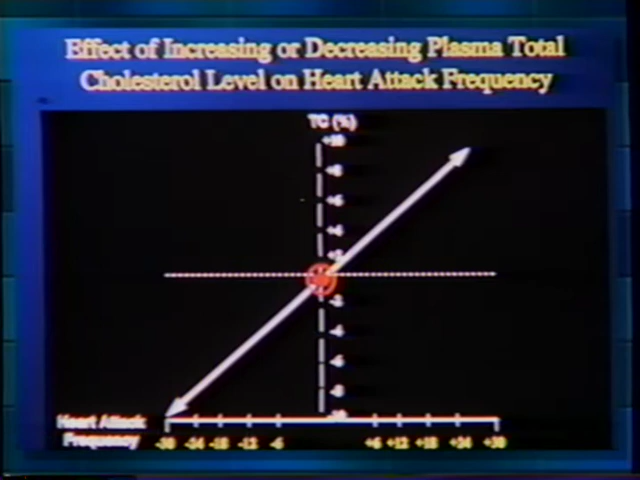 Effect of Increasing or Decreasing Plasma Total
Cholesterol Level on Heart Attack Frequency
TC (%)
+10
+8
+6
+4
+2
-2
-4
-6
-8
-10
Heart Attack
Frequency
-30 -24 -18 -12 -6 +6 +12 +18 +24 +30